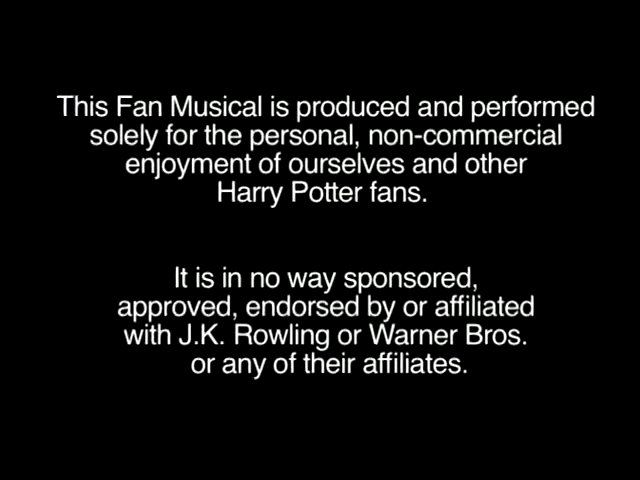 This Fan Musical is produced and performed
solely for the personal, non-commercial
enjoyment of ourselves and other
Harry Potter fans.
It is in no way sponsored,
approved, endorsed by or affiliated
with J.K. Rowling or Warner Bros.
or any of their affiliates.